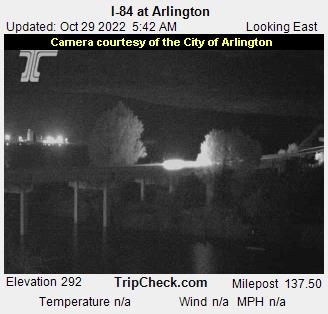 I-84 at Arlington
Updated: Oct 29 2022 5:42 AM Looking East
Camera courtesy of the City of Arlington
Elevation 292 TripCheck.com Milepost 137.50
Temperature n/a Wind n/a MPH n/a